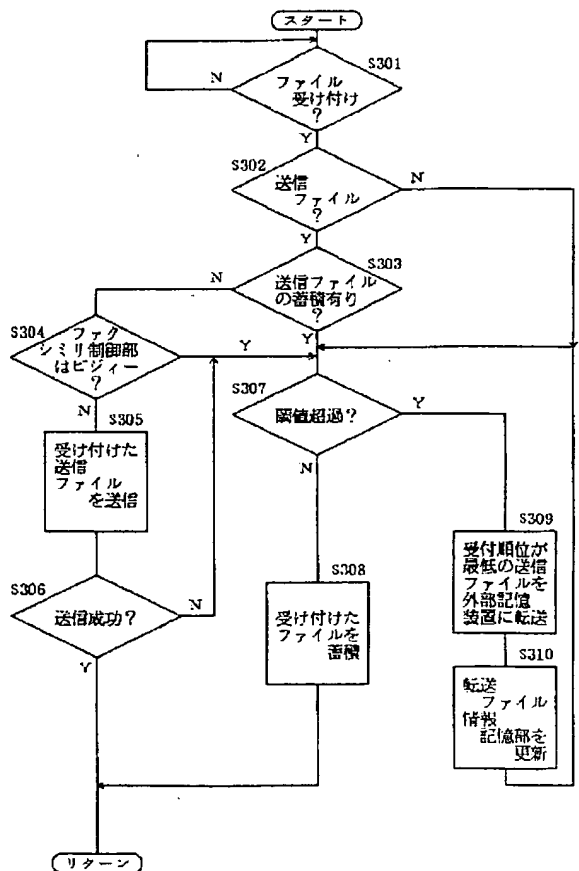 スタート
S301
N
ファイル
受け付け
?
Y
S302
N
送信
ファイル
?
Y
S303
N
送信ファイル
の蓄積有り
?
Y
S304
ファク
シミリ制御部
はビジィー
?
Y
N
S307
閾値超過?
Y
N
S305
受け付けた
送信
ファイル
を送信
S306
送信成功?
N
Y
S308
受け付けた
ファイルを
蓄積
S309
受付順位が
最低の送信
ファイルを
外部記憶
装置に転送
S310
転送
ファイル
情報
記憶部を
更新
リターン